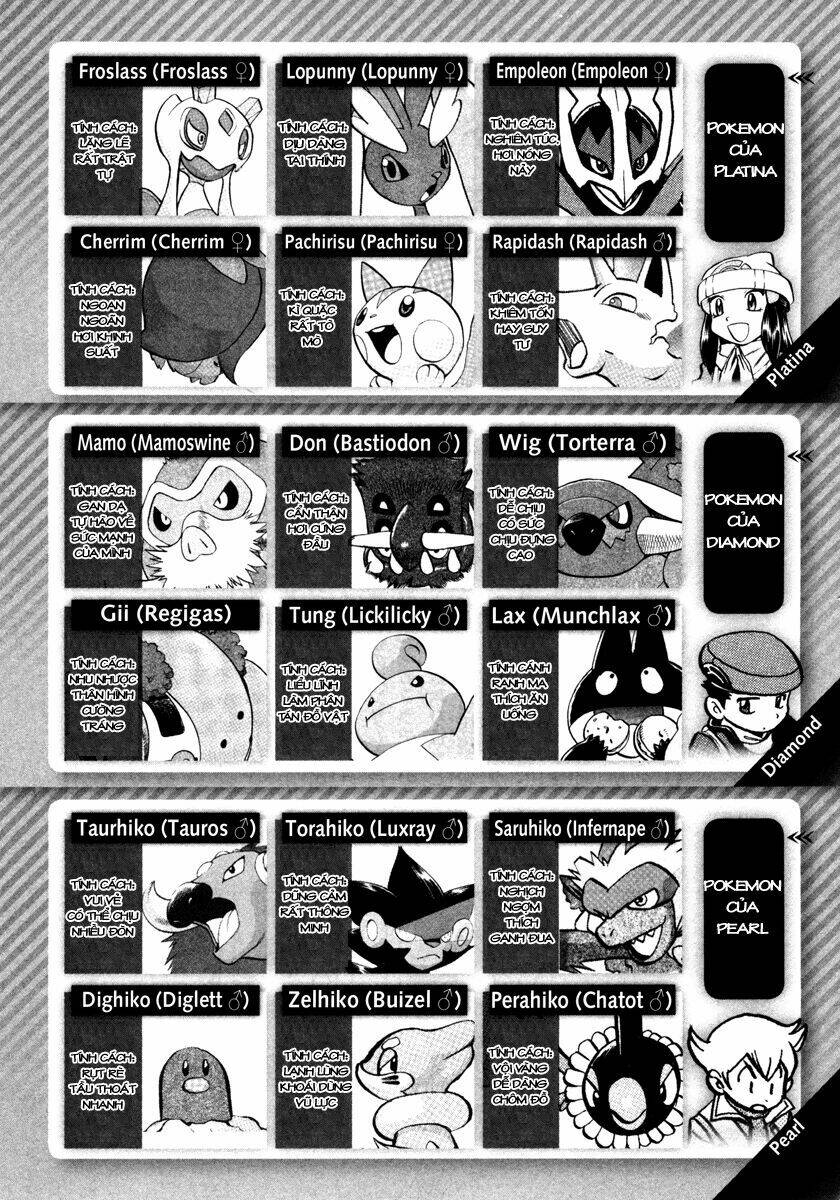 Froslass (Froslass ♀)
TÍNH CÁCH:
LẶNG LẼ
RẤT TRẬT
TỰ
Lopunny (Lopunny ♀)
TÍNH CÁCH:
DỊU DÀNG
TAI THÍNH
Empoleon (Empoleon ♀)
TÍNH CÁCH:
NGHIÊM TÚC,
HƠI NÓNG
NẢY
POKEMON
CỦA
PLATINA
Cherrim (Cherrim ♀)
TÍNH CÁCH:
NGOAN
NGOÃN
HƠI KHINH
SUẤT
Pachirisu (Pachirisu ♀)
TÍNH CÁCH:
KÌ QUẶC
RẤT TÒ
MÒ
Rapidash (Rapidash ♂)
TÍNH CÁCH:
KHIÊM TỐN
HAY SUY
TƯ
Platina
Mamo (Mamoswine ♂)
TÍNH CÁCH:
GAN DẠ
TỰ HÀO VỀ
SỨC MẠNH
CỦA MÌNH
Don (Bastiodon ♂)
TÍNH CÁCH:
CẨN THẬN
HƠI CỨNG
ĐẦU
Wig (Torterra ♂)
TÍNH CÁCH:
DỄ CHỊU
CÓ SỨC
CHỊU ĐỰNG
CAO
POKEMON
CỦA
DIAMOND
Gii (Regigas)
TÍNH CÁCH:
NHU NHƯỢC
THÂN HÌNH
CƯỜNG
TRÁNG
Tung (Lickilicky ♂)
TÍNH CÁCH:
LIỀU LĨNH
LÀM PHÂN
TÁN ĐỒ VẬT
Lax (Munchlax ♂)
TÍNH CÁNH
RANH MA
THÍCH ĂN
UỐNG
Diamond
Taurhiko (Tauros ♂)
TÍNH CÁCH:
VUI VẺ
CÓ THỂ CHỊU
NHIỀU ĐÒN
Torahiko (Luxray ♂)
TÍNH CÁCH:
DŨNG CẢM
RẤT THÔNG
MINH
Saruhiko (Infernape ♂)
TÍNH CÁCH:
NGHỊCH
NGỢM
THÍCH
GANH ĐUA
POKEMON
CỦA
PEARL
Dighiko (Diglett ♂)
TÍNH CÁCH:
RỤT RÈ
TẨU THOÁT
NHANH
Zelhiko (Buizel ♂)
TÍNH CÁCH:
LẠNH LÙNG
KHOÁI DÙNG
VŨ LỰC
Perahiko (Chatot ♂)
TÍNH CÁCH:
VỘI VÀNG
DỄ DÀNG
CHÔM ĐỒ
Pearl